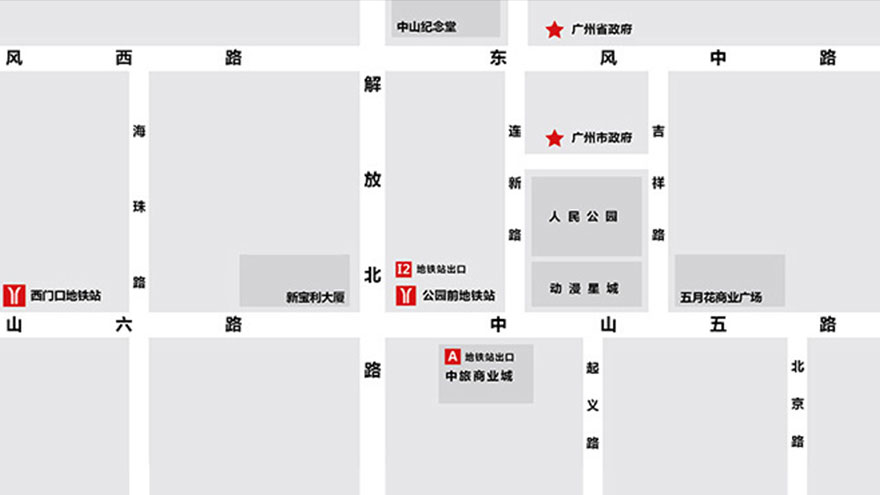 中山纪念堂
广州省政府
风西路
东风中路
解放北路
海珠路
连新路
广州市政府
吉祥路
人民公园
I2 地铁站出口
西门口地铁站
新宝利大厦
公园前地铁站
动漫星城
五月花商业广场
山六路
中山五路
A 地铁站出口
中旅商业城
起义路
北京路